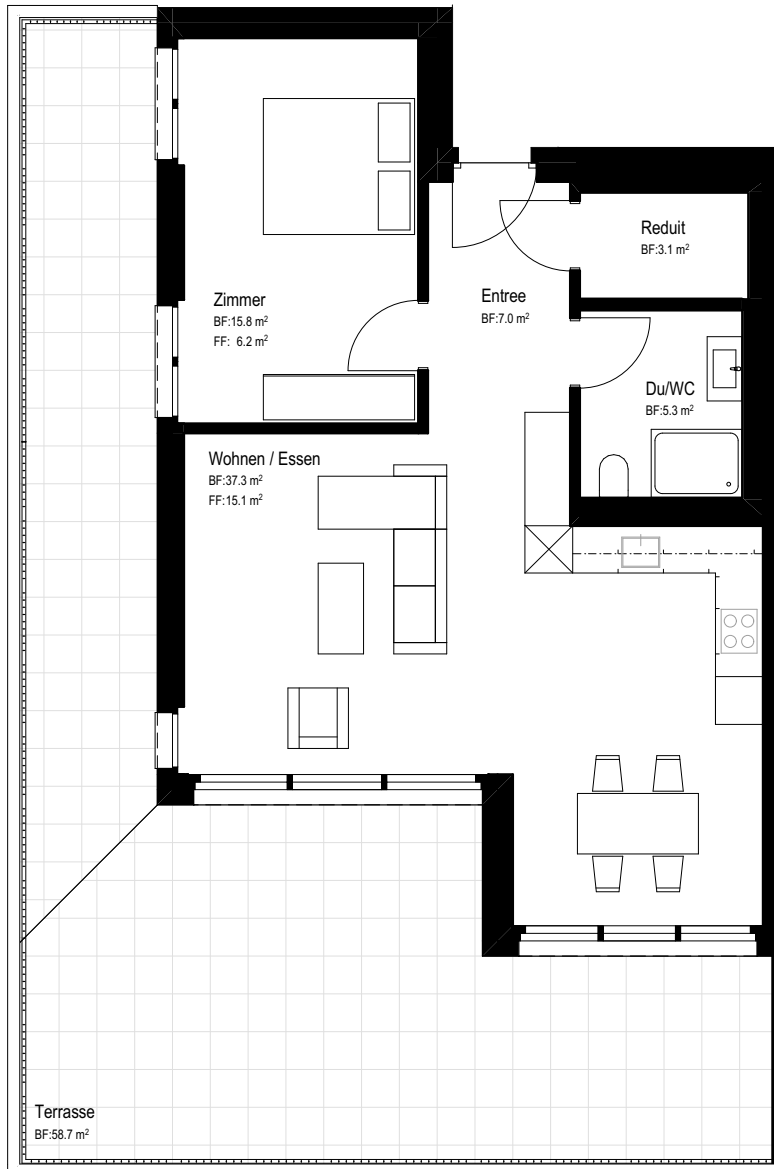 Reduit
BF:3.1 m²
Zimmer
BF:15.8 m²
FF: 6.2 m²
Entree
BF:7.0 m²
Du/WC
BF:5.3 m²
Wohnen / Essen
BF:37.3 m²
FF:15.1 m²
Terrasse
BF:58.7 m²